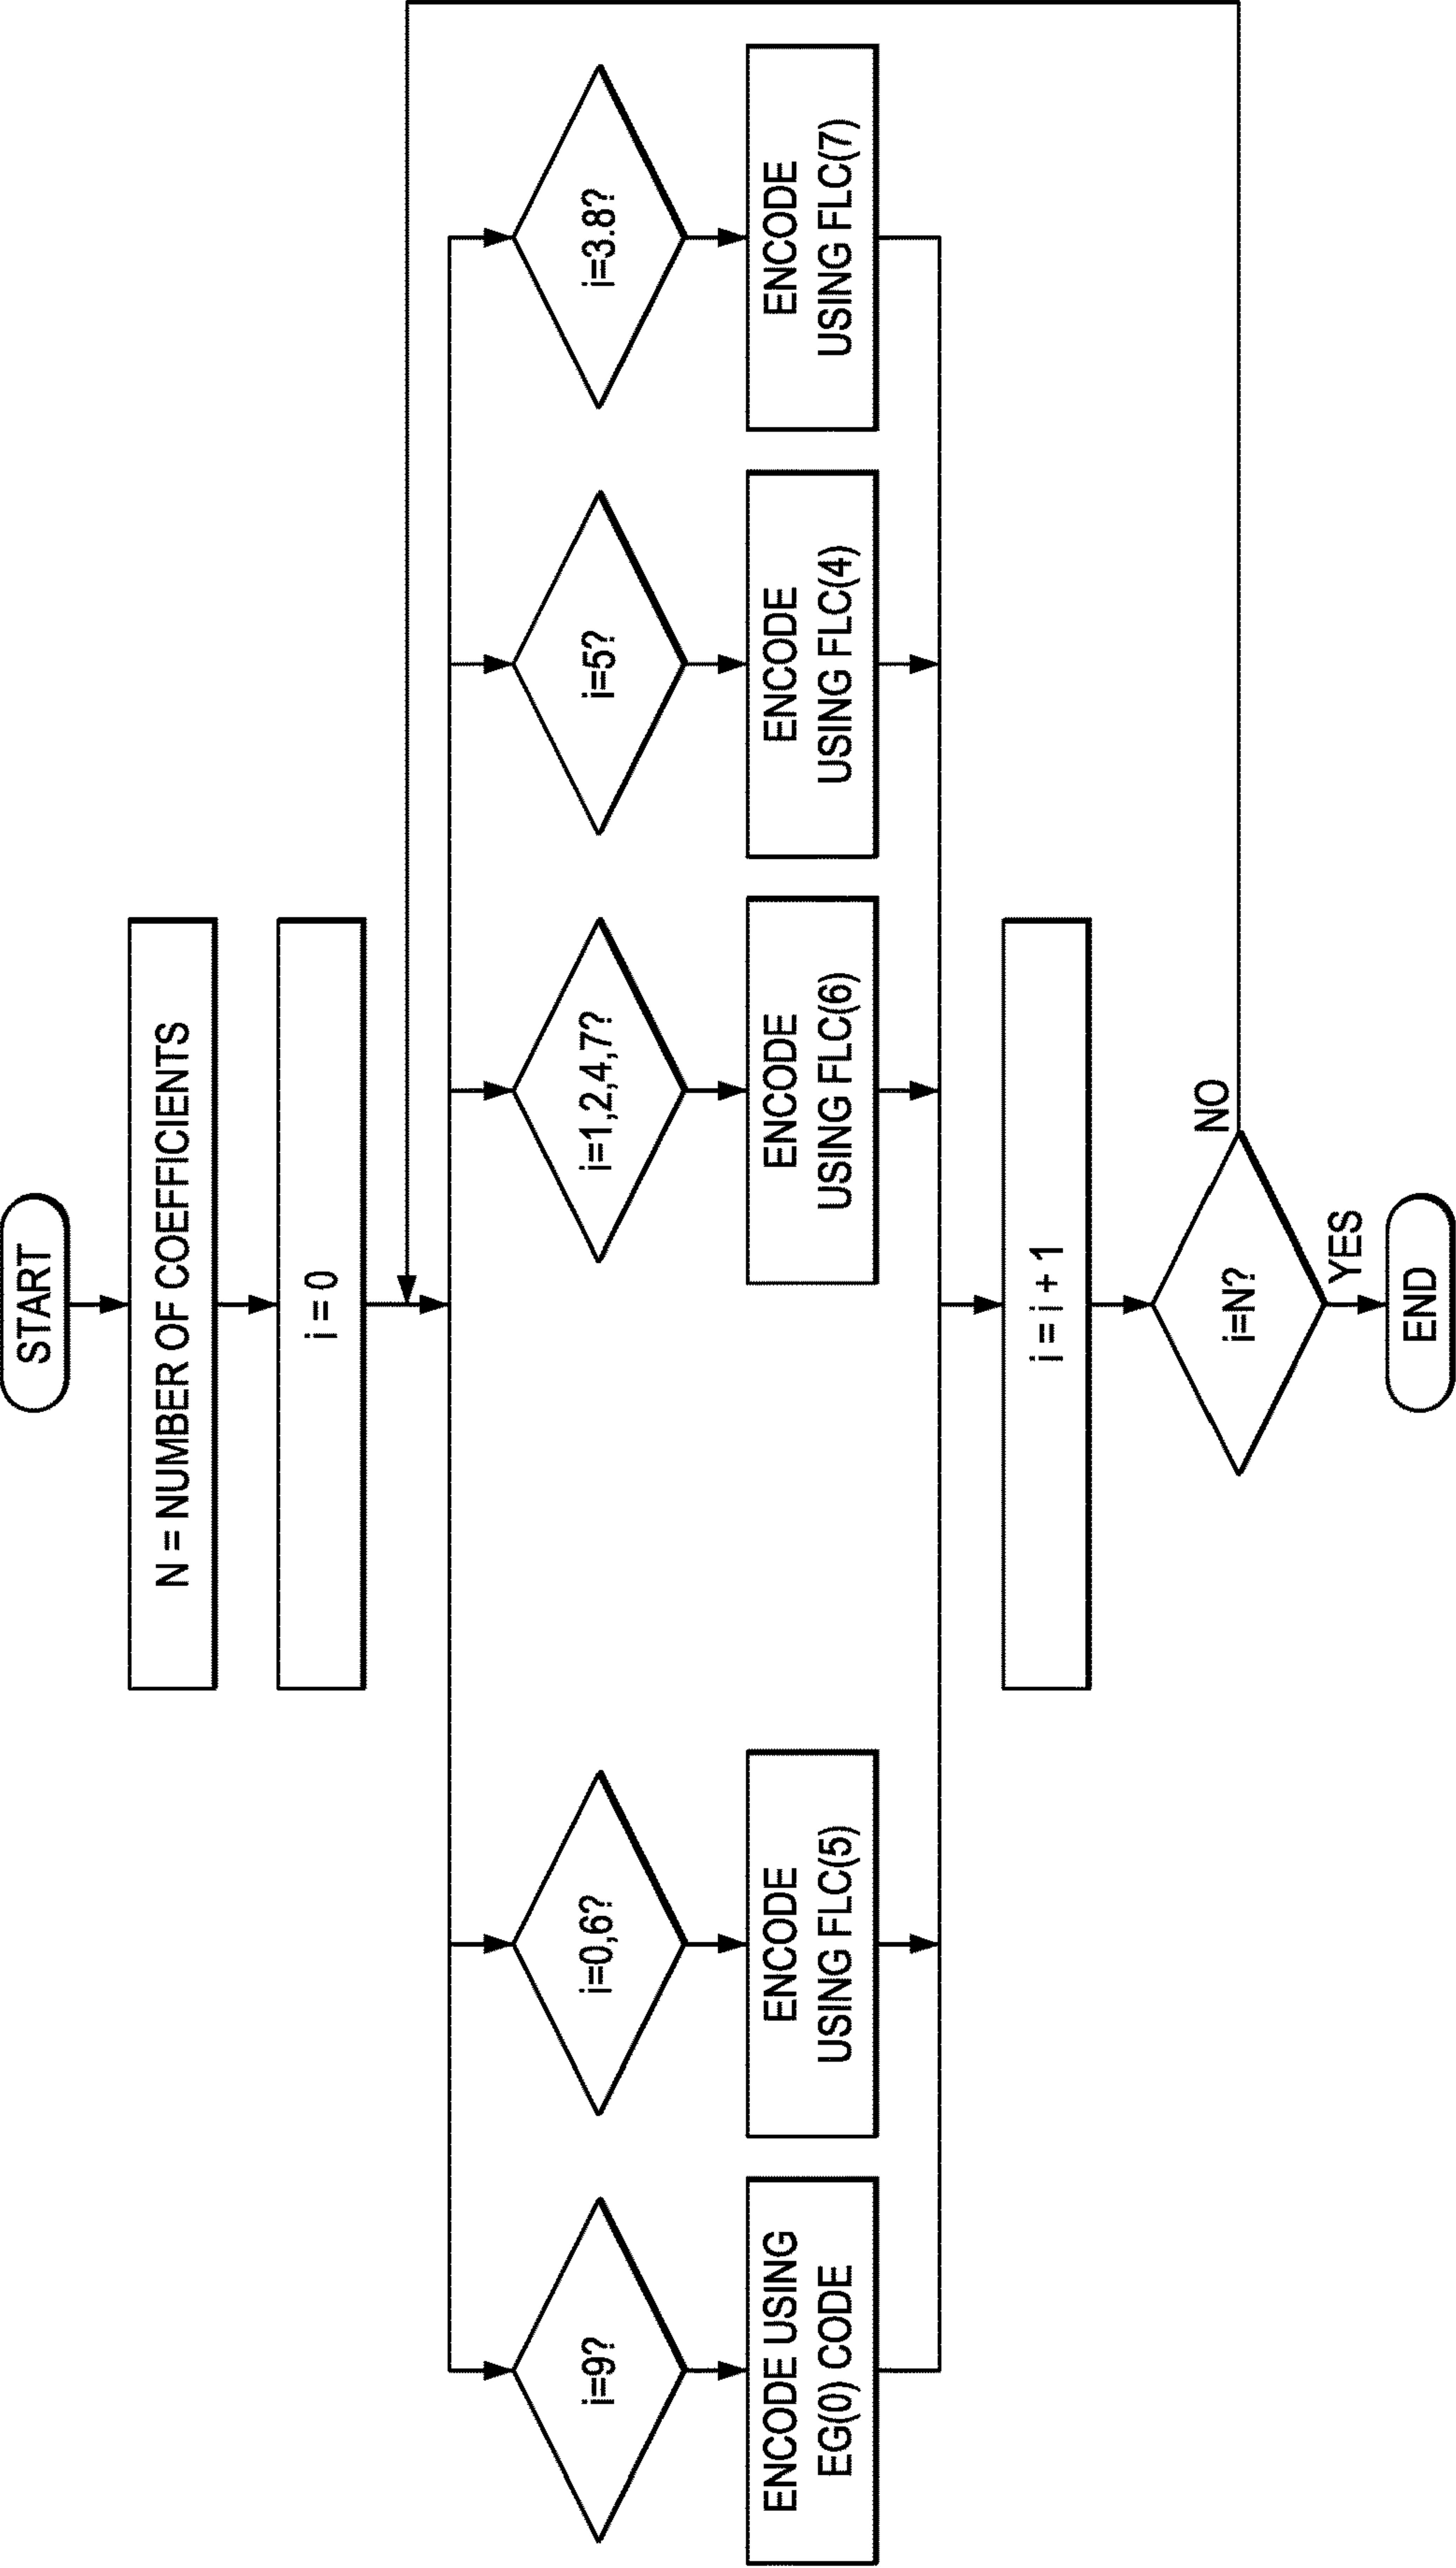 START
N = NUMBER OF COEFFICIENTS
i = 0
i=9?
i=0,6?
i=1,2,4,7?
i=5?
i=3.8?
ENCODE USING
EG(0) CODE
ENCODE
USING FLC(5)
ENCODE
USING FLC(6)
ENCODE
USING FLC(4)
ENCODE
USING FLC(7)
i = i + 1
i=N?
NO
YES
END